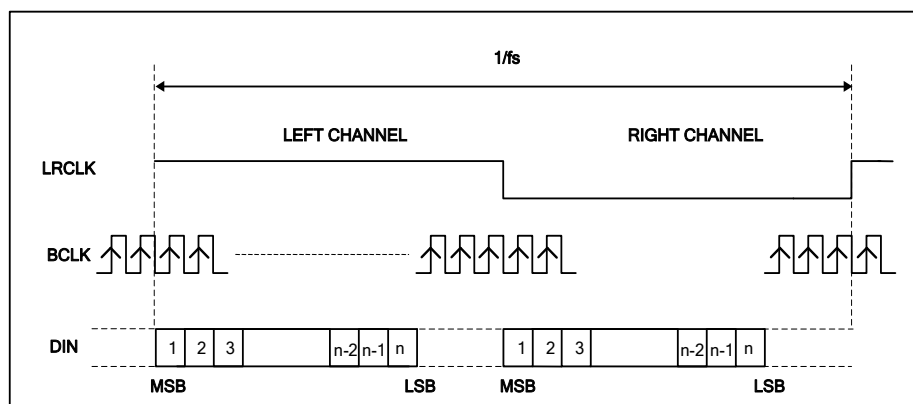 1/fs
LEFT CHANNEL RIGHT CHANNEL
LRCLK
BCLK
DIN 1 2 3 n-2 n-1 n 1 2 3 n-2 n-1 n
MSB LSB MSB LSB